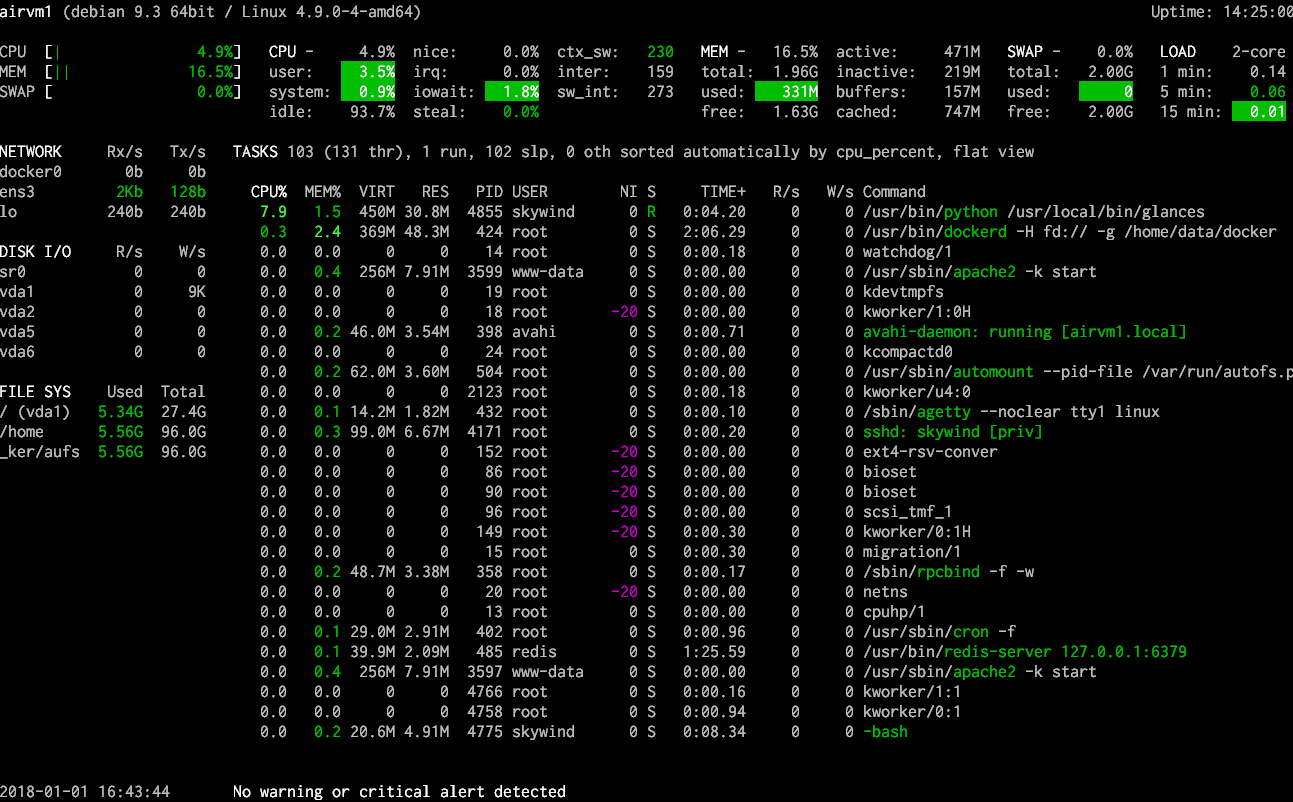 airvm1 (debian 9.3 64bit / Linux 4.9.0-4-amd64) Uptime: 14:25:00
CPU [| 4.9%] CPU - 4.9% nice: 0.0% ctx_sw: 230 MEM - 16.5% active: 471M SWAP - 0.0% LOAD 2-core
MEM [|| 16.5%] user: 3.5% irq: 0.0% inter: 159 total: 1.96G inactive: 219M total: 2.00G 1 min: 0.14
SWAP [ 0.0%] system: 0.9% iowait: 1.8% sw_int: 273 used: 331M buffers: 157M used: 0 5 min: 0.06
idle: 93.7% steal: 0.0% free: 1.63G cached: 747M free: 2.00G 15 min: 0.01
NETWORK Rx/s Tx/s TASKS 103 (131 thr), 1 run, 102 slp, 0 oth sorted automatically by cpu_percent, flat view
docker0 0b 0b
ens3 2Kb 128b CPU% MEM% VIRT RES PID USER NI S TIME+ R/s W/s Command
lo 240b 240b 7.9 1.5 450M 30.8M 4855 skywind 0 R 0:04.20 0 0 /usr/bin/python /usr/local/bin/glances
0.3 2.4 369M 48.3M 424 root 0 S 2:06.29 0 0 /usr/bin/dockerd -H fd:// -g /home/data/docker
DISK I/O R/s W/s 0.0 0.0 0 0 14 root 0 S 0:00.18 0 0 watchdog/1
sr0 0 0 0.0 0.4 256M 7.91M 3599 www-data 0 S 0:00.00 0 0 /usr/sbin/apache2 -k start
vda1 0 9K 0.0 0.0 0 0 19 root 0 S 0:00.00 0 0 kdevtmpfs
vda2 0 0 0.0 0.0 0 0 18 root -20 S 0:00.00 0 0 kworker/1:0H
vda5 0 0 0.0 0.2 46.0M 3.54M 398 avahi 0 S 0:00.71 0 0 avahi-daemon: running [airvm1.local]
vda6 0 0 0.0 0.0 0 0 24 root 0 S 0:00.00 0 0 kcompactd0
0.0 0.2 62.0M 3.60M 504 root 0 S 0:00.00 0 0 /usr/sbin/automount --pid-file /var/run/autofs.p
FILE SYS Used Total 0.0 0.0 0 0 2123 root 0 S 0:00.18 0 0 kworker/u4:0
/ (vda1) 5.34G 27.4G 0.0 0.1 14.2M 1.82M 432 root 0 S 0:00.10 0 0 /sbin/agetty --noclear tty1 linux
/home 5.56G 96.0G 0.0 0.3 99.0M 6.67M 4171 root 0 S 0:00.20 0 0 sshd: skywind [priv]
_ker/aufs 5.56G 96.0G 0.0 0.0 0 0 152 root -20 S 0:00.00 0 0 ext4-rsv-conver
0.0 0.0 0 0 86 root -20 S 0:00.00 0 0 bioset
0.0 0.0 0 0 90 root -20 S 0:00.00 0 0 bioset
0.0 0.0 0 0 96 root -20 S 0:00.00 0 0 scsi_tmf_1
0.0 0.0 0 0 149 root -20 S 0:00.30 0 0 kworker/0:1H
0.0 0.0 0 0 15 root 0 S 0:00.30 0 0 migration/1
0.0 0.2 48.7M 3.38M 358 root 0 S 0:00.17 0 0 /sbin/rpcbind -f -w
0.0 0.0 0 0 20 root -20 S 0:00.00 0 0 netns
0.0 0.0 0 0 13 root 0 S 0:00.00 0 0 cpuhp/1
0.0 0.1 29.0M 2.91M 402 root 0 S 0:00.96 0 0 /usr/sbin/cron -f
0.0 0.1 39.9M 2.09M 485 redis 0 S 1:25.59 0 0 /usr/bin/redis-server 127.0.0.1:6379
0.0 0.4 256M 7.91M 3597 www-data 0 S 0:00.00 0 0 /usr/sbin/apache2 -k start
0.0 0.0 0 0 4766 root 0 S 0:00.16 0 0 kworker/1:1
0.0 0.0 0 0 4758 root 0 S 0:00.94 0 0 kworker/0:1
0.0 0.2 20.6M 4.91M 4775 skywind 0 S 0:08.34 0 0 -bash
2018-01-01 16:43:44 No warning or critical alert detected